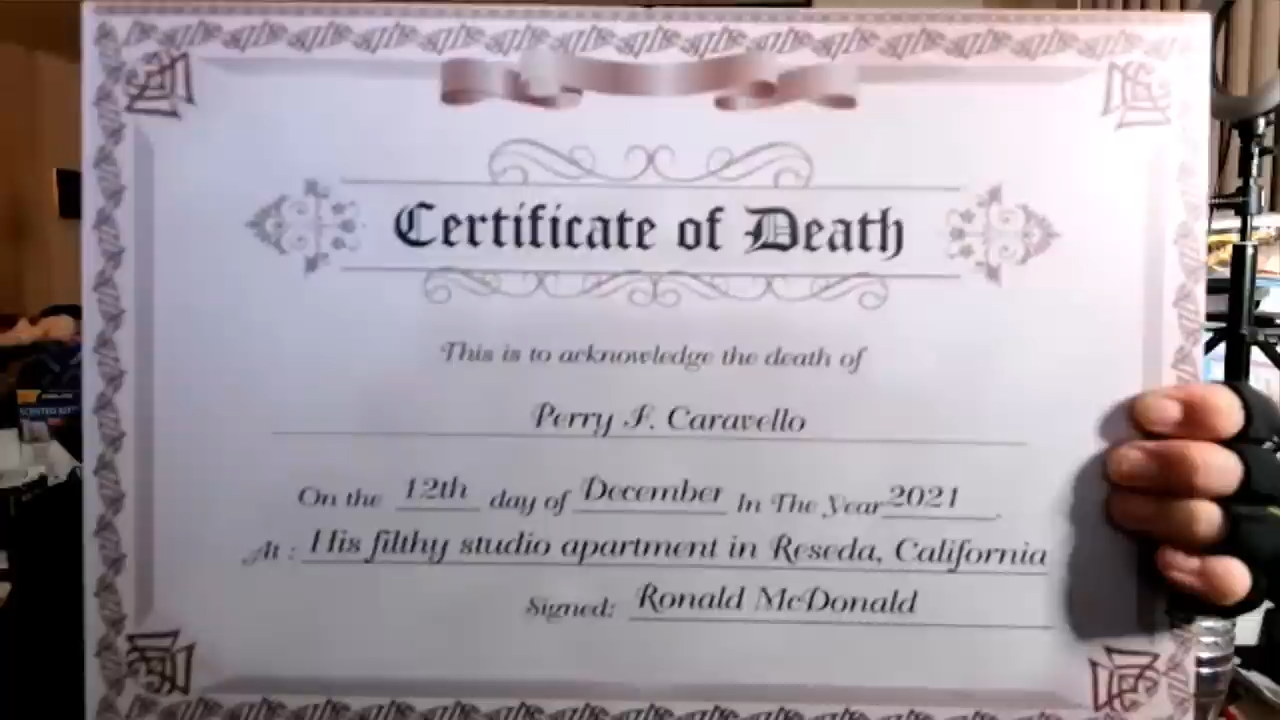 Certificate of Death
This is to acknowledge the death of
Perry F. Caravello
On the 12th day of December In The Year 2021
At : His filthy studio apartment in Reseda, California
Signed: Ronald McDonald